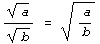 √a / √b = √(a / b)